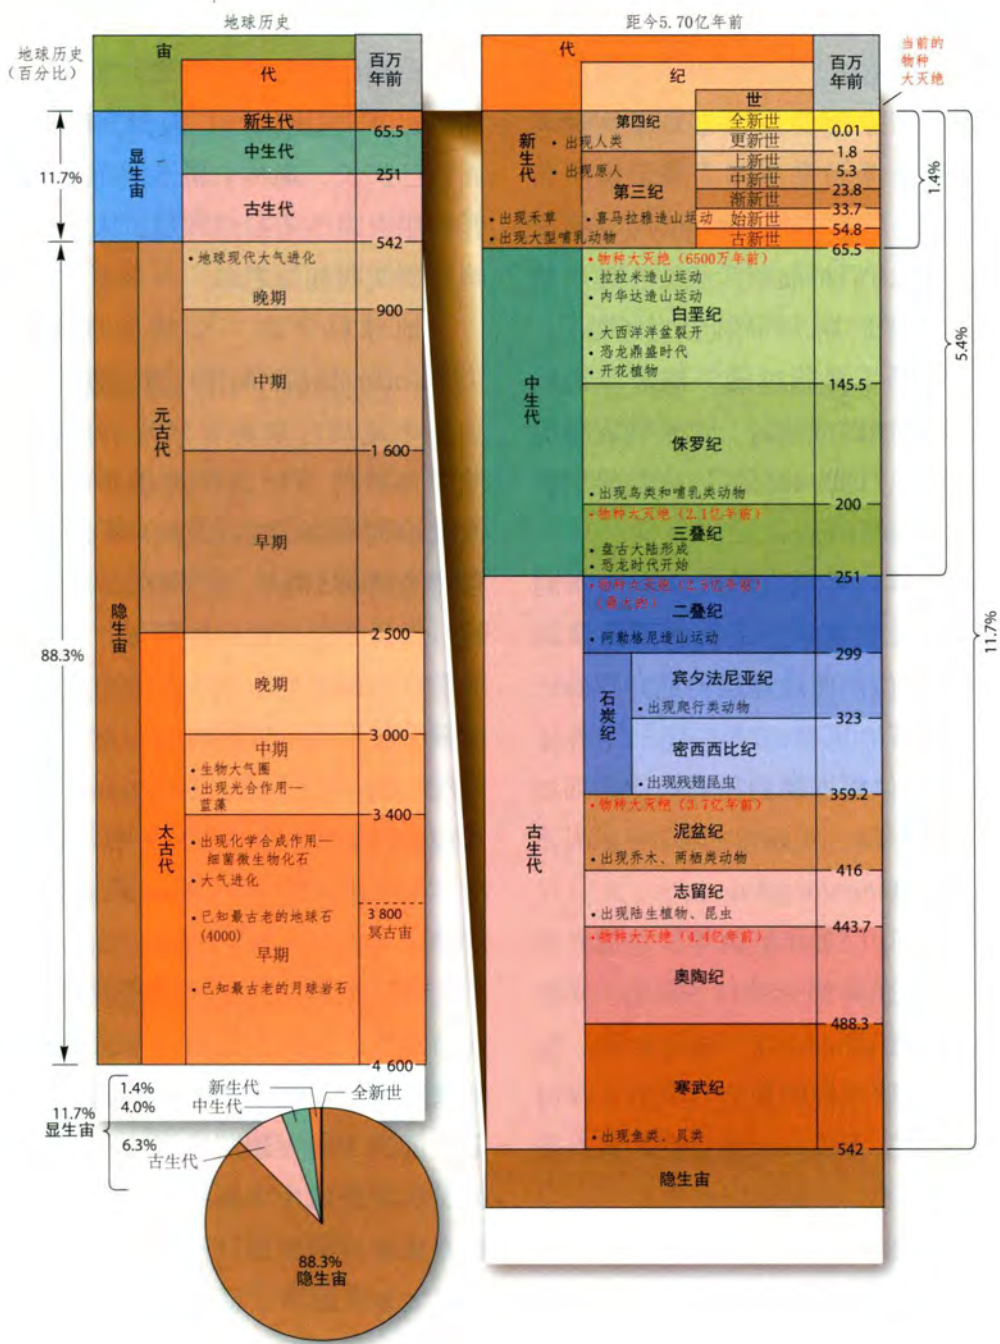 地球历史
地球历史
（百分比）
宙
代
百万
年前
11.7%
显生宙
新生代
65.5
中生代
251
古生代
542
88.3%
隐生宙
元古代
• 地球现代大气进化
晚期
900
中期
1 600
早期
2 500
太古代
晚期
3 000
中期
• 生物大气圈
• 出现光合作用—
蓝藻
3 400
• 出现化学合成作用—
细菌微生物化石
• 大气进化
3 800
冥古宙
• 已知最古老的地球石
(4000)
早期
• 已知最古老的月球岩石
4 600
11.7%
显生宙
1.4%
4.0%
6.3%
新生代
中生代
古生代
全新世
88.3%
隐生宙
距今5.70亿年前
代
纪
世
百万
年前
当前的
物种
大灭绝
新生代
第四纪
• 出现人类
全新世
0.01
更新世
1.8
• 出现原人
第三纪
上新世
5.3
中新世
23.8
渐新世
33.7
• 出现禾草
• 喜马拉雅造山运动
始新世
54.8
• 出现大型哺乳动物
古新世
65.5
中生代
• 物种大灭绝（6500万年前）
• 拉拉米造山运动
• 内华达造山运动
白垩纪
• 大西洋洋盆裂开
• 恐龙鼎盛时代
• 开花植物
145.5
侏罗纪
• 出现鸟类和哺乳类动物
200
• 物种大灭绝（2.1亿年前）
三叠纪
• 盘古大陆形成
• 恐龙时代开始
251
古生代
• 物种大灭绝（2.5亿年前）
（最大的）
二叠纪
• 阿勒格尼造山运动
299
石炭纪
宾夕法尼亚纪
• 出现爬行类动物
323
密西西比纪
• 出现残翅昆虫
359.2
• 物种大灭绝（3.7亿年前）
泥盆纪
• 出现乔木、两栖类动物
416
志留纪
• 出现陆生植物、昆虫
443.7
• 物种大灭绝（4.4亿年前）
奥陶纪
488.3
寒武纪
• 出现鱼类、贝类
542
隐生宙
1.4%
5.4%
11.7%